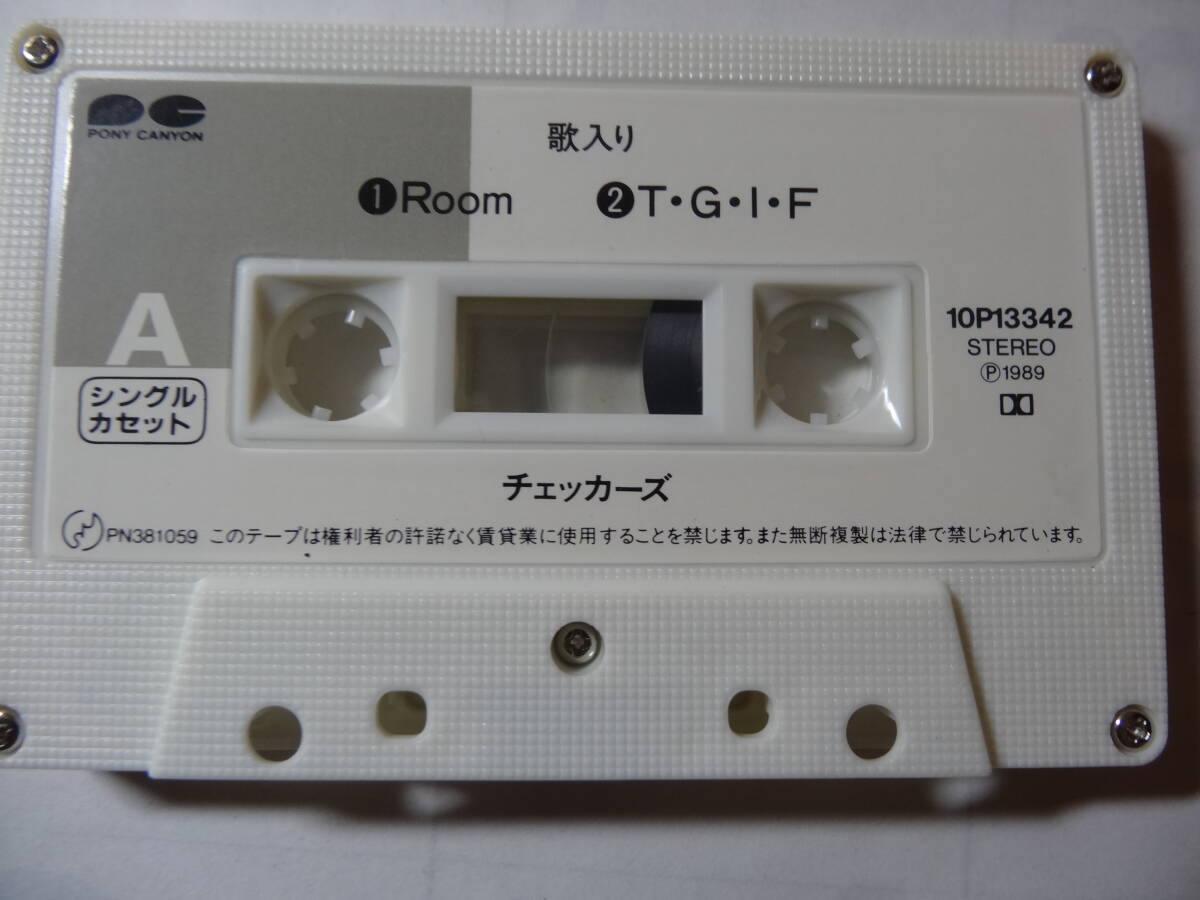 PONY CANYON
歌入り
❶Room ❷T・G・I・F
A
シングル
カセット
10P13342
STEREO
Ⓟ1989
チェッカーズ
PN381059 このテープは権利者の許諾なく賃貸業に使用することを禁じます。また無断複製は法律で禁じられています。